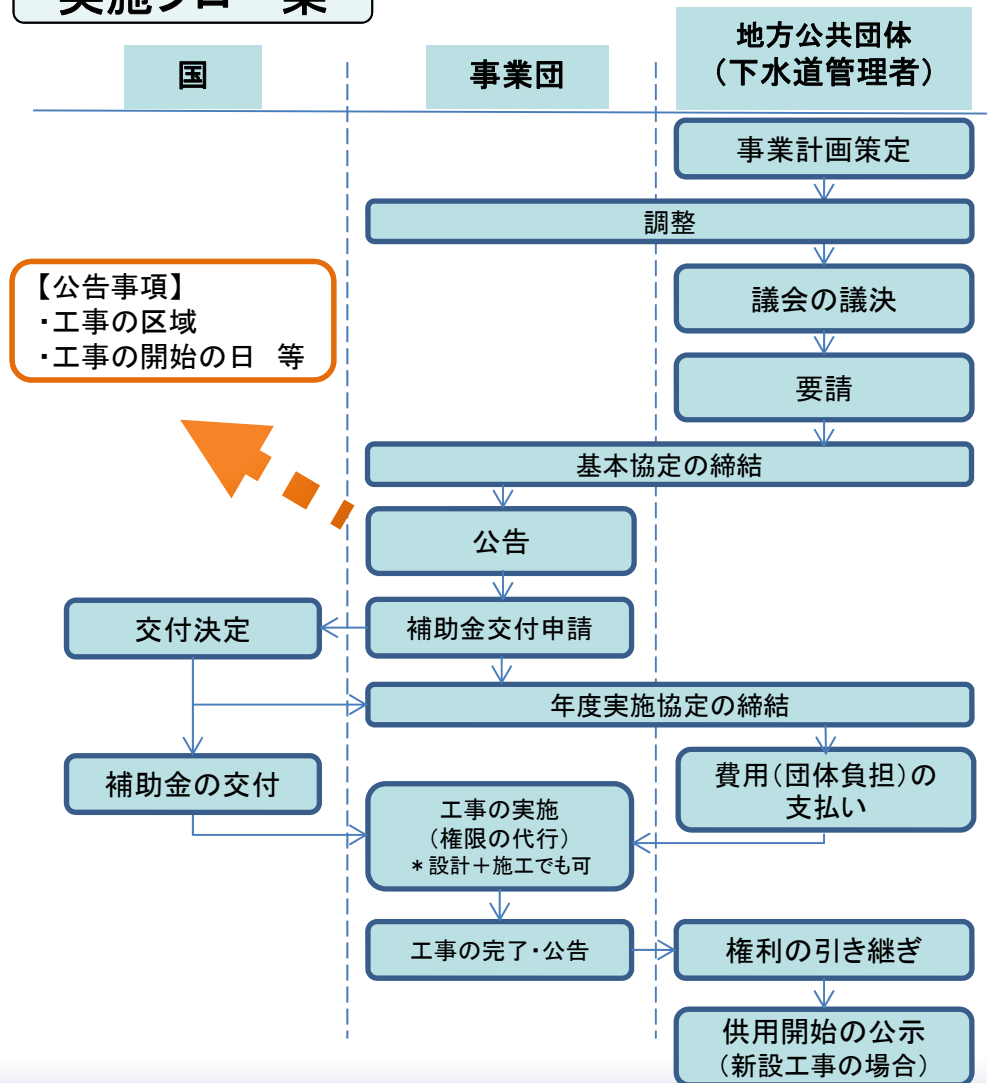 実施フロー
国
事業団
地方公共団体
（下水道管理者）
事業計画策定
調整
【公告事項】
・工事の区域
・工事の開始の日　等
議会の議決
要請
基本協定の締結
公告
交付決定
補助金交付申請
年度実施協定の締結
補助金の交付
費用（団体負担）の
支払い
工事の実施
（権限の代行）
＊設計＋施工でも可
工事の完了・公告
権利の引き継ぎ
供用開始の公示
（新設工事の場合）